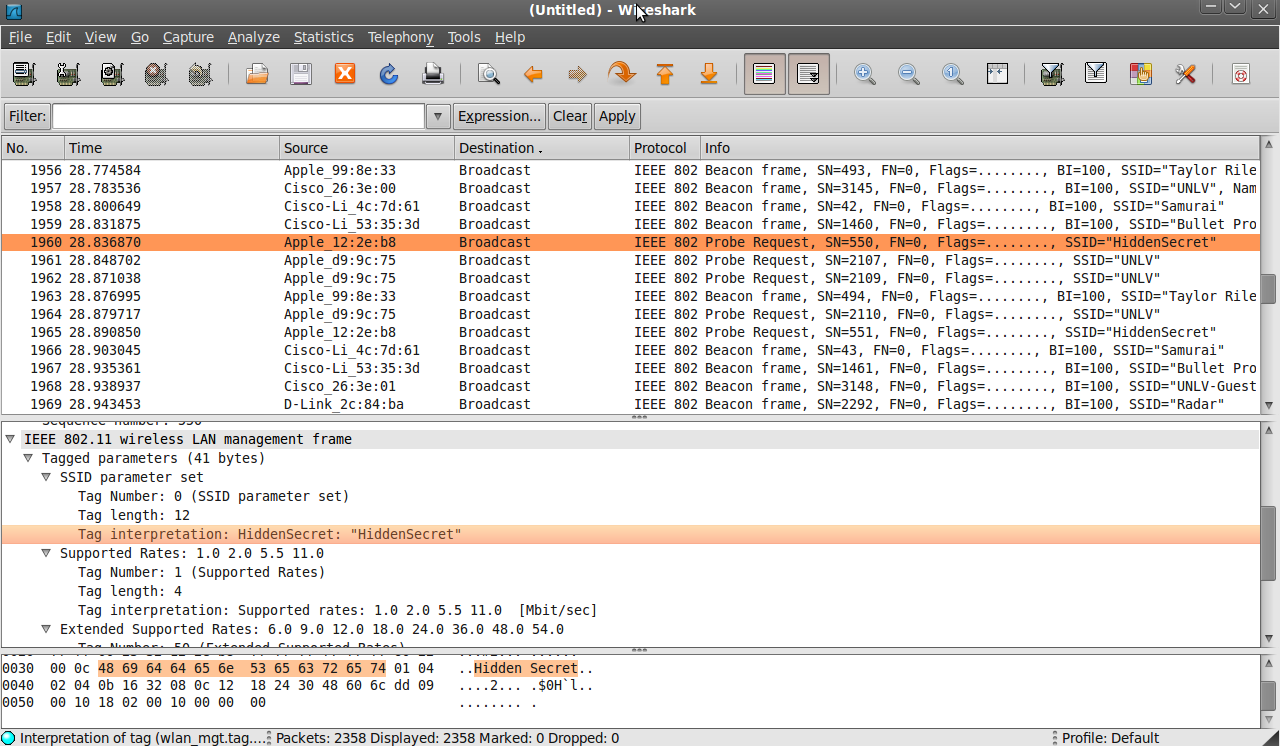 (Untitled) - Wireshark
File Edit View Go Capture Analyze Statistics Telephony Tools Help
Filter: Expression... Clear Apply
No. Time Source Destination Protocol Info
1956 28.774584 Apple_99:8e:33 Broadcast IEEE 802 Beacon frame, SN=493, FN=0, Flags=........, BI=100, SSID="Taylor Rile
1957 28.783536 Cisco_26:3e:00 Broadcast IEEE 802 Beacon frame, SN=3145, FN=0, Flags=........, BI=100, SSID="UNLV", Nam
1958 28.800649 Cisco-Li_4c:7d:61 Broadcast IEEE 802 Beacon frame, SN=42, FN=0, Flags=........, BI=100, SSID="Samurai"
1959 28.831875 Cisco-Li_53:35:3d Broadcast IEEE 802 Beacon frame, SN=1460, FN=0, Flags=........, BI=100, SSID="Bullet Pro
1960 28.836870 Apple_12:2e:b8 Broadcast IEEE 802 Probe Request, SN=550, FN=0, Flags=........, SSID="HiddenSecret"
1961 28.848702 Apple_d9:9c:75 Broadcast IEEE 802 Probe Request, SN=2107, FN=0, Flags=........, SSID="UNLV"
1962 28.871038 Apple_d9:9c:75 Broadcast IEEE 802 Probe Request, SN=2109, FN=0, Flags=........, SSID="UNLV"
1963 28.876995 Apple_99:8e:33 Broadcast IEEE 802 Beacon frame, SN=494, FN=0, Flags=........, BI=100, SSID="Taylor Rile
1964 28.879717 Apple_d9:9c:75 Broadcast IEEE 802 Probe Request, SN=2110, FN=0, Flags=........, SSID="UNLV"
1965 28.890850 Apple_12:2e:b8 Broadcast IEEE 802 Probe Request, SN=551, FN=0, Flags=........, SSID="HiddenSecret"
1966 28.903045 Cisco-Li_4c:7d:61 Broadcast IEEE 802 Beacon frame, SN=43, FN=0, Flags=........, BI=100, SSID="Samurai"
1967 28.935361 Cisco-Li_53:35:3d Broadcast IEEE 802 Beacon frame, SN=1461, FN=0, Flags=........, BI=100, SSID="Bullet Pro
1968 28.938937 Cisco_26:3e:01 Broadcast IEEE 802 Beacon frame, SN=3148, FN=0, Flags=........, BI=100, SSID="UNLV-Guest
1969 28.943453 D-Link_2c:84:ba Broadcast IEEE 802 Beacon frame, SN=2292, FN=0, Flags=........, BI=100, SSID="Radar"
Sequence number: 550
IEEE 802.11 wireless LAN management frame
Tagged parameters (41 bytes)
SSID parameter set
Tag Number: 0 (SSID parameter set)
Tag length: 12
Tag interpretation: HiddenSecret: "HiddenSecret"
Supported Rates: 1.0 2.0 5.5 11.0
Tag Number: 1 (Supported Rates)
Tag length: 4
Tag interpretation: Supported rates: 1.0 2.0 5.5 11.0 [Mbit/sec]
Extended Supported Rates: 6.0 9.0 12.0 18.0 24.0 36.0 48.0 54.0
Tag Number: 50 (Extended Supported Rates)
0030 00 0c 48 69 64 64 65 6e 53 65 63 72 65 74 01 04 ..Hidden Secret..
0040 02 04 0b 16 32 08 0c 12 18 24 30 48 60 6c dd 09 ....2... .$0H`l..
0050 00 10 18 02 00 10 00 00 00 ........ .
Interpretation of tag (wlan_mgt.tag.... Packets: 2358 Displayed: 2358 Marked: 0 Dropped: 0 Profile: Default